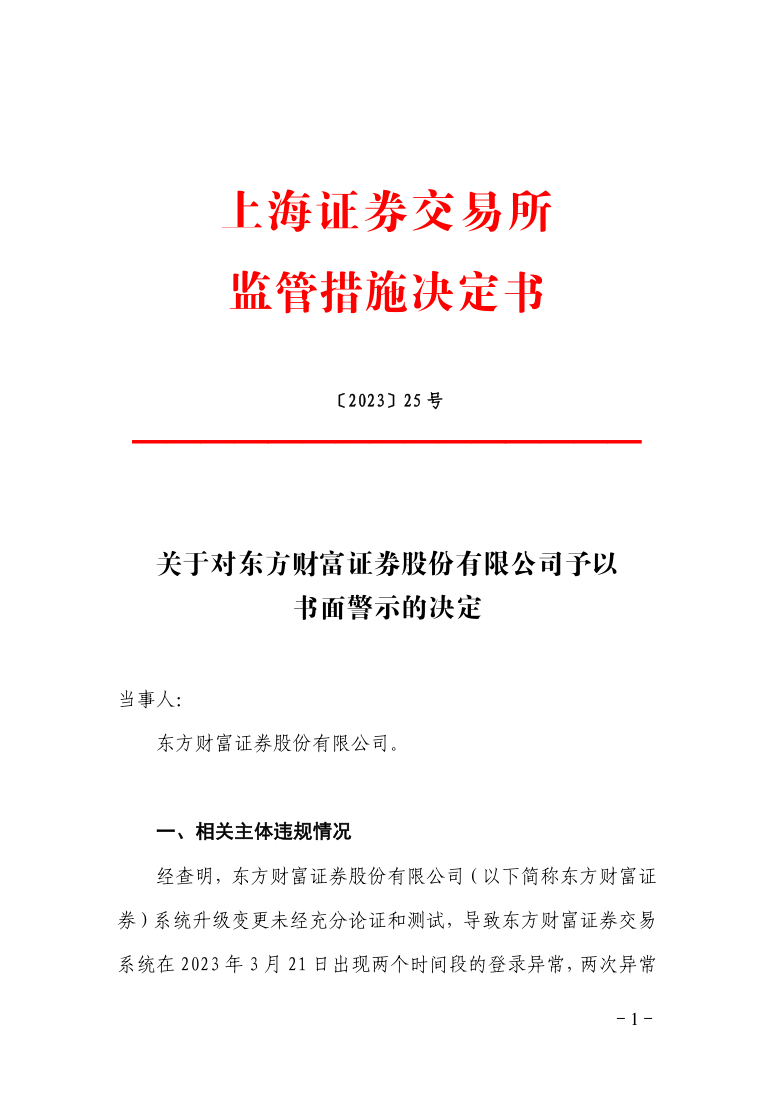 上海证券交易所
监管措施决定书
〔2023〕25 号
关于对东方财富证券股份有限公司予以
书面警示的决定
当事人：
东方财富证券股份有限公司。
一、相关主体违规情况
经查明，东方财富证券股份有限公司（以下简称东方财富证
券）系统升级变更未经充分论证和测试，导致东方财富证券交易
系统在 2023 年 3 月 21 日出现两个时间段的登录异常，两次异常
－1－